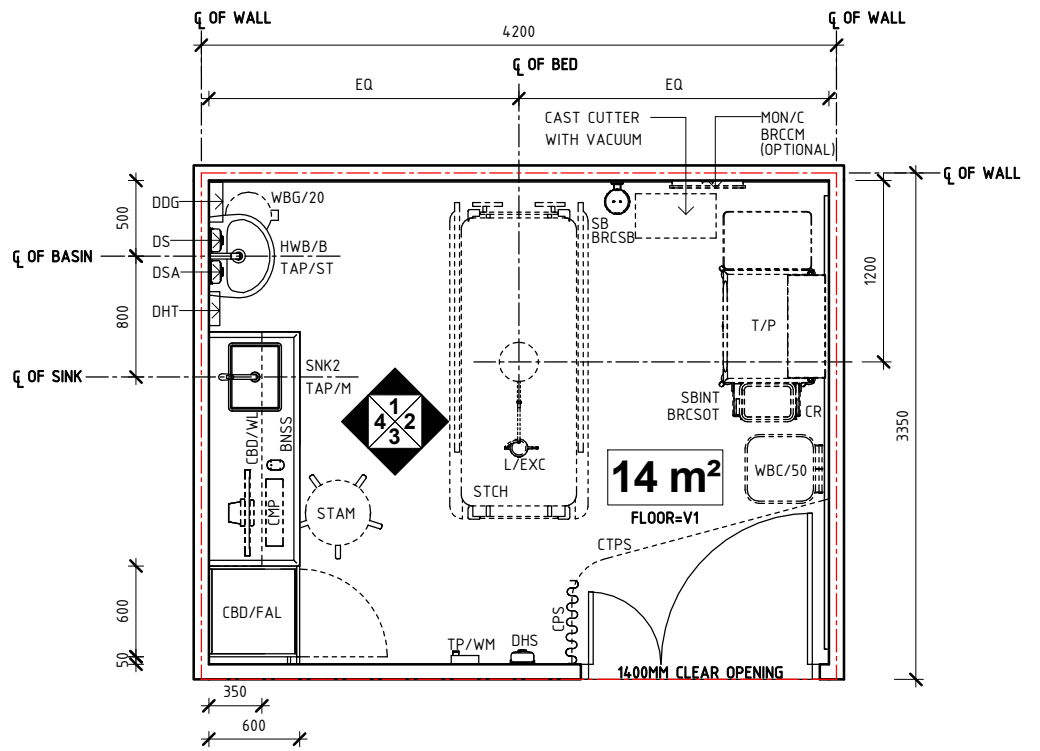 ℄ OF WALL
℄ OF WALL
4200
℄ OF BED
EQ
EQ
CAST CUTTER
WITH VACUUM
MON/C
BRCCM
(OPTIONAL)
℄ OF WALL
500
DDG
WBG/20
SB
BRCSB
DS
HWB/B
℄ OF BASIN
TAP/ST
DSA
1200
DHT
800
T/P
SNK2
℄ OF SINK
TAP/M
SBINT
BRCSOT
CR
1
4 2
3
CBD/WL
BNSS
3350
L/EXC
14 m²
WBC/50
STCH
CMP
STAM
FLOOR=V1
CTPS
600
CBD/FAL
CPS
TP/WM
DHS
50
1400MM CLEAR OPENING
350
600